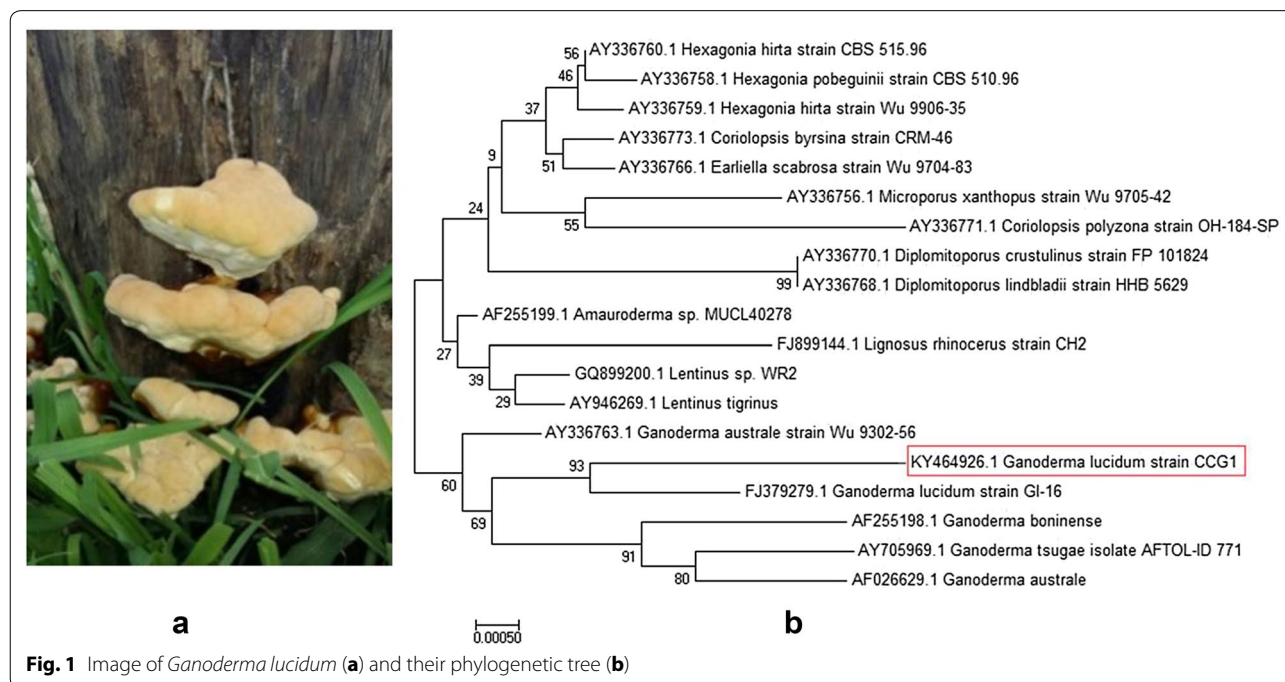 56
AY336760.1 Hexagonia hirta strain CBS 515.96
46
AY336758.1 Hexagonia pobeguinii strain CBS 510.96
37
AY336759.1 Hexagonia hirta strain Wu 9906-35
AY336773.1 Coriolopsis byrsina strain CRM-46
9
51
AY336766.1 Earliella scabrosa strain Wu 9704-83
AY336756.1 Microporus xanthopus strain Wu 9705-42
24
55
AY336771.1 Coriolopsis polyzona strain OH-184-SP
AY336770.1 Diplomitoporus crustulinus strain FP 101824
99
AY336768.1 Diplomitoporus lindbladii strain HHB 5629
AF255199.1 Amauroderma sp. MUCL40278
27
FJ899144.1 Lignosus rhinocerus strain CH2
39
GQ899200.1 Lentinus sp. WR2
29
AY946269.1 Lentinus tigrinus
AY336763.1 Ganoderma australe strain Wu 9302-56
93
KY464926.1 Ganoderma lucidum strain CCG1
60
FJ379279.1 Ganoderma lucidum strain GI-16
69
AF255198.1 Ganoderma boninense
91
AY705969.1 Ganoderma tsugae isolate AFTOL-ID 771
80
AF026629.1 Ganoderma australe
a
b
0.00050
Fig. 1 Image of Ganoderma lucidum (a) and their phylogenetic tree (b)